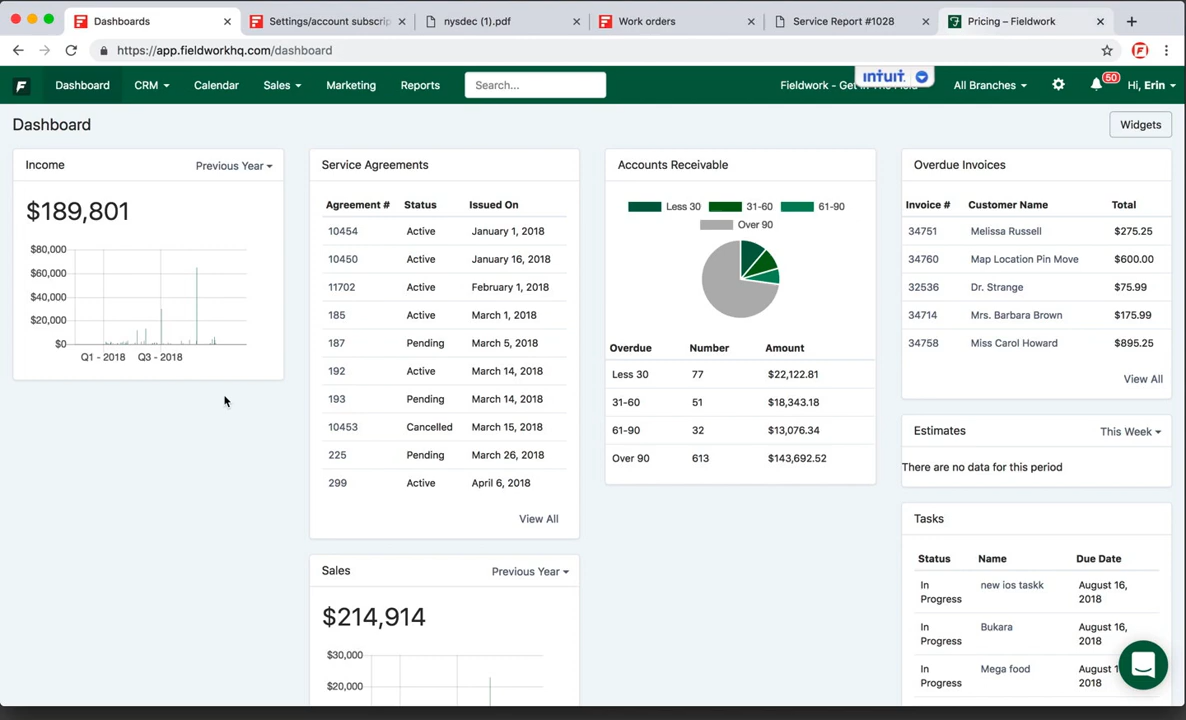 Dashboards
Settings/account subscrip
nysdec (1).pdf
Work orders
Service Report #1028
Pricing – Fieldwork
https://app.fieldworkhq.com/dashboard
Dashboard
CRM
Calendar
Sales
Marketing
Reports
Search...
Fieldwork - Get In The Field
intuit
All Branches
50
Hi, Erin
Dashboard
Widgets
Income
Previous Year
$189,801
$80,000
$60,000
$40,000
$20,000
$0
Q1 - 2018 Q3 - 2018
Service Agreements
Agreement # Status Issued On
10454 Active January 1, 2018
10450 Active January 16, 2018
11702 Active February 1, 2018
185 Active March 1, 2018
187 Pending March 5, 2018
192 Active March 14, 2018
193 Pending March 14, 2018
10453 Cancelled March 15, 2018
225 Pending March 26, 2018
299 Active April 6, 2018
View All
Sales
Previous Year
$214,914
$30,000
$20,000
Accounts Receivable
Less 30 31-60 61-90
Over 90
Overdue Number Amount
Less 30 77 $22,122.81
31-60 51 $18,343.18
61-90 32 $13,076.34
Over 90 613 $143,692.52
Overdue Invoices
Invoice # Customer Name Total
34751 Melissa Russell $275.25
34760 Map Location Pin Move $600.00
32536 Dr. Strange $75.99
34714 Mrs. Barbara Brown $175.99
34758 Miss Carol Howard $895.25
View All
Estimates
This Week
There are no data for this period
Tasks
Status Name Due Date
In Progress new ios taskk August 16, 2018
In Progress Bukara August 16, 2018
In Progress Mega food August 1 2018